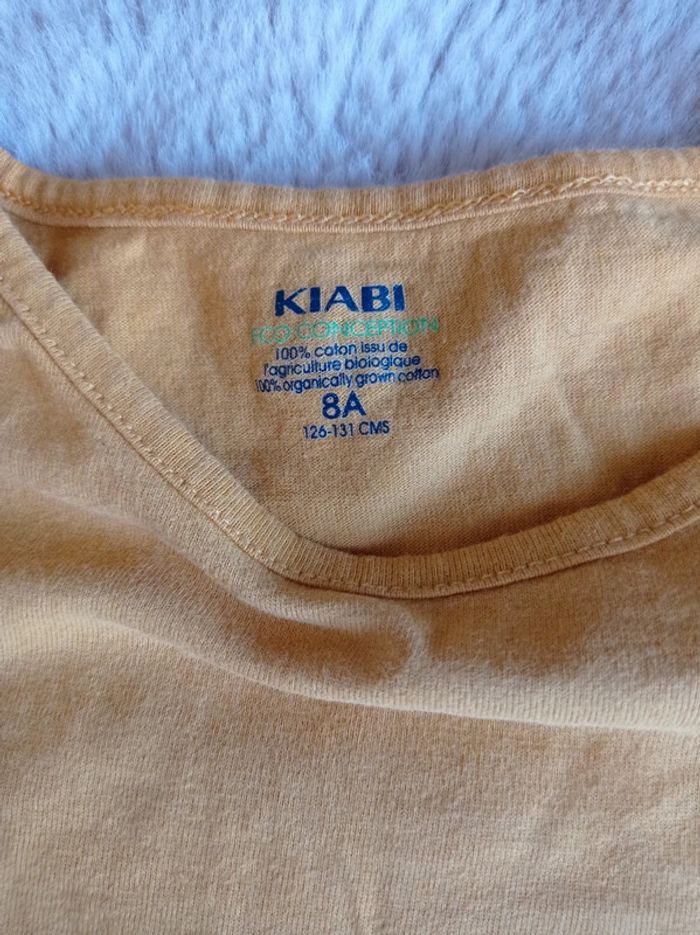 KIABI
ECO CONCEPTION
100% coton issu de
l'agriculture biologique
100% organically grown cotton
8A
126-131 CMS